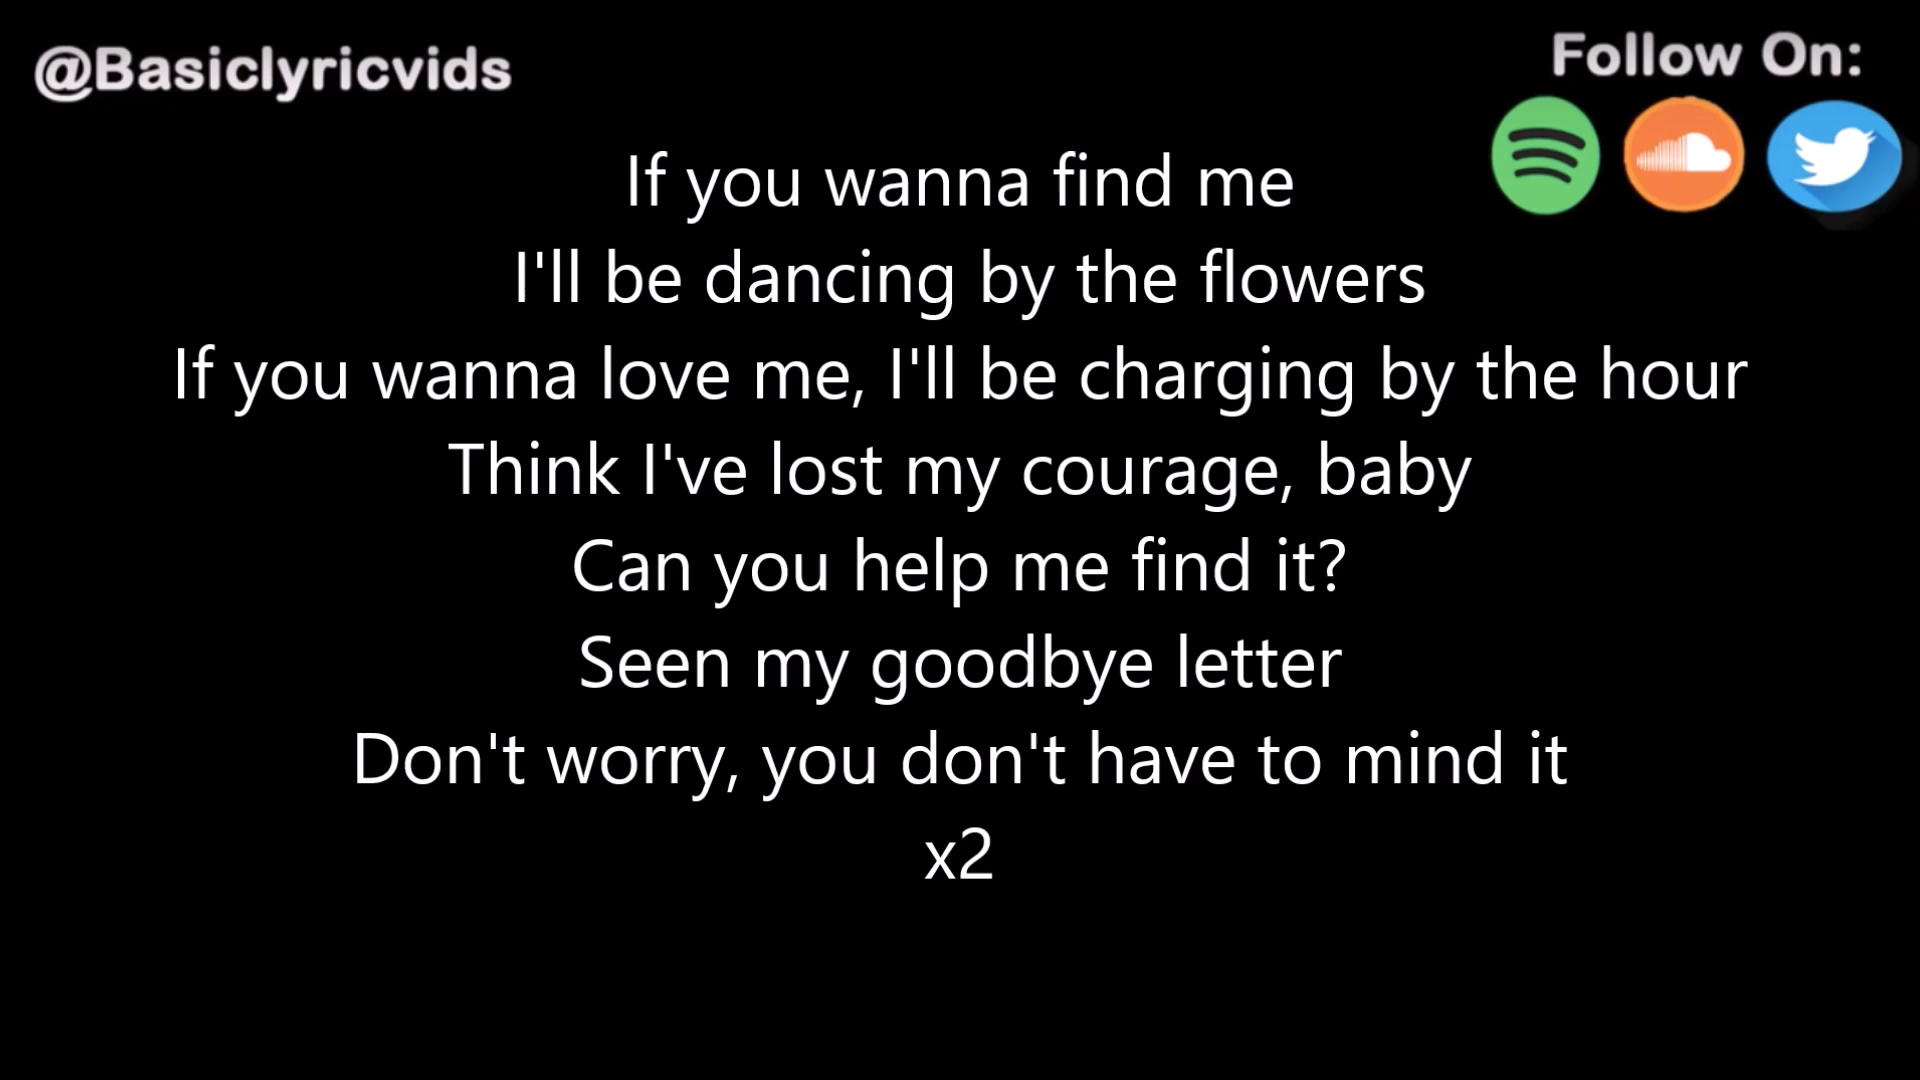 @Basiclyricvids
Follow On:
If you wanna find me
I'll be dancing by the flowers
If you wanna love me, I'll be charging by the hour
Think I've lost my courage, baby
Can you help me find it?
Seen my goodbye letter
Don't worry, you don't have to mind it
x2